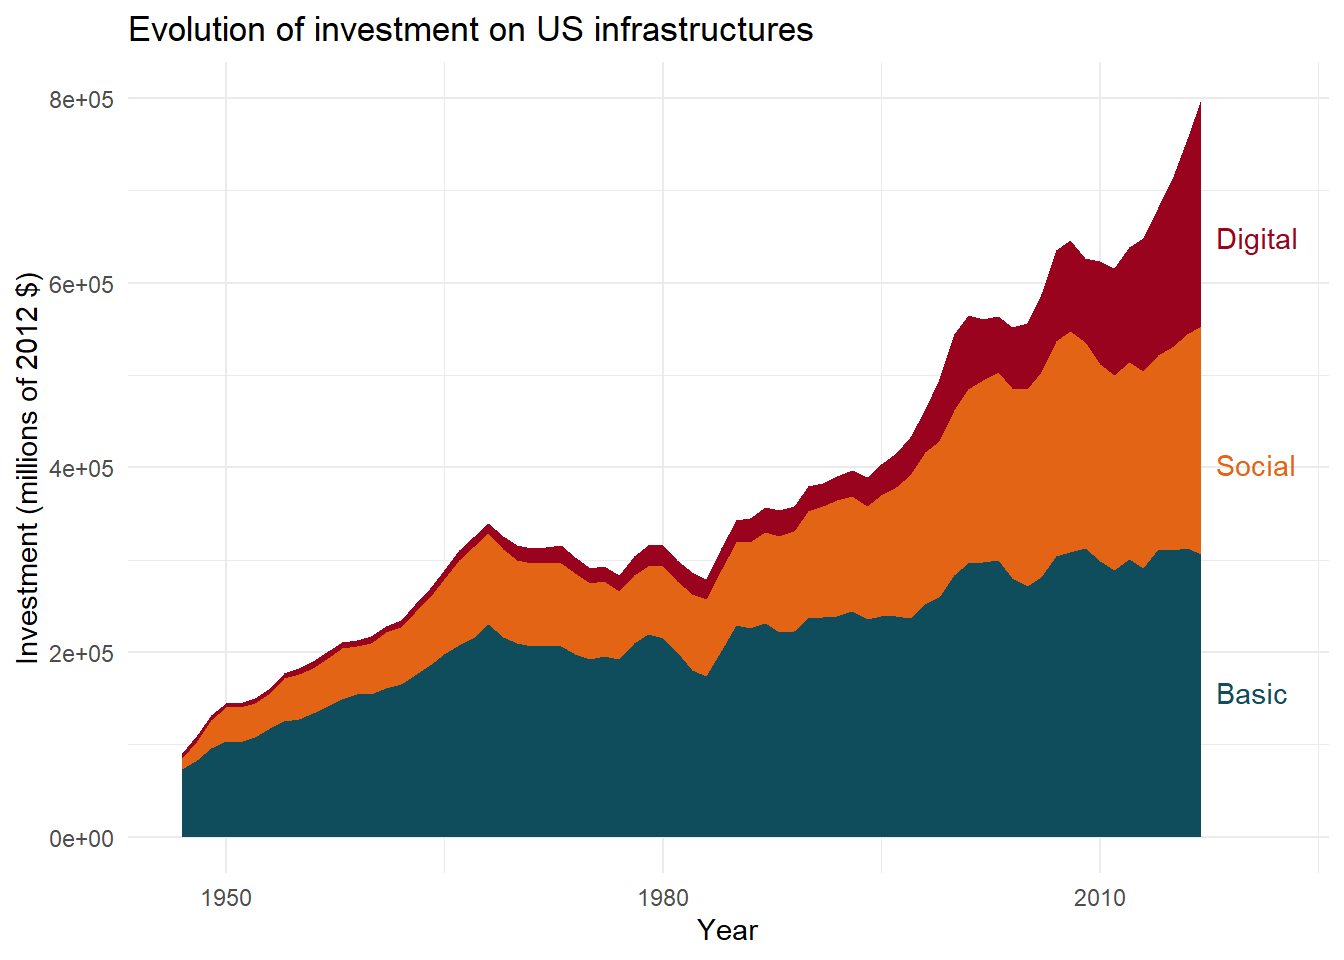 Evolution of investment on US infrastructures
Investment (millions of 2012 $)
8e+05
6e+05
4e+05
2e+05
0e+00
Digital
Social
Basic
1950
1980
2010
Year